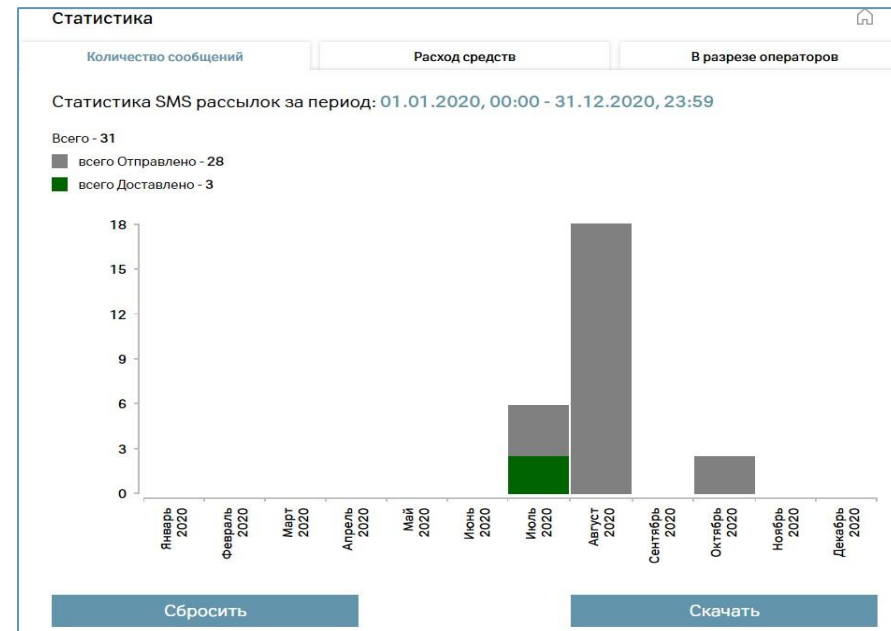 Статистика
Количество сообщений
Расход средств
В разрезе операторов
Статистика SMS рассылок за период: 01.01.2020, 00:00 - 31.12.2020, 23:59
Всего - 31
всего Отправлено - 28
всего Доставлено - 3
18
15
12
9
6
3
0
Январь
2020
Февраль
2020
Март
2020
Апрель
2020
Май
2020
Июнь
2020
Июль
2020
Август
2020
Сентябрь
2020
Октябрь
2020
Ноябрь
2020
Декабрь
2020
Сбросить
Скачать